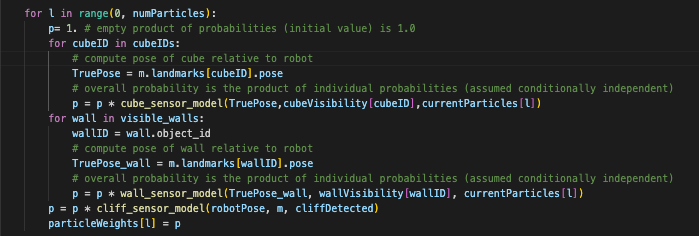 for l in range(0, numParticles):
p= 1. # empty product of probabilities (initial value) is 1.0
for cubeID in cubeIDs:
# compute pose of cube relative to robot
TruePose = m.landmarks[cubeID].pose
# overall probability is the product of individual probabilities (assumed conditionally independent)
p = p * cube_sensor_model(TruePose,cubeVisibility[cubeID],currentParticles[l])
for wall in visible_walls:
wallID = wall.object_id
# compute pose of wall relative to robot
TruePose_wall = m.landmarks[wallID].pose
# overall probability is the product of individual probabilities (assumed conditionally independent)
p = p * wall_sensor_model(TruePose_wall, wallVisibility[wallID], currentParticles[l])
p = p * cliff_sensor_model(robotPose, m, cliffDetected)
particleWeights[l] = p